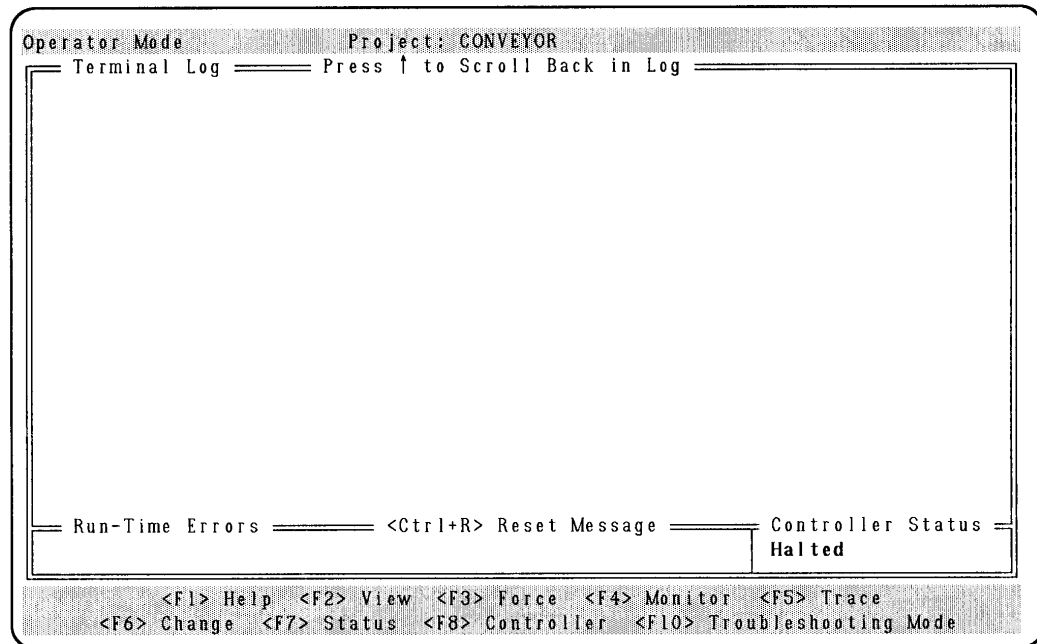 Operator Mode Project: CONVEYOR
Terminal Log Press ↑ to Scroll Back in Log
Run-Time Errors <Ctrl+R> Reset Message Controller Status
Halted
<F1> Help <F2> View <F3> Force <F4> Monitor <F5> Trace
<F6> Change <F7> Status <F8> Controller <F10> Troubleshooting Mode